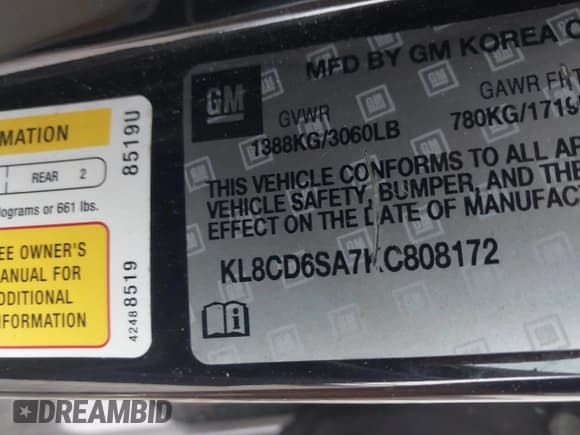 MATION
REAR 2
lograms or 661 lbs.
EE OWNER'S
MANUAL FOR
DDITIONAL
NFORMATION
42488519
8519U
GM
MFD BY GM KOREA C
GVWR
GAWR FRT
1388KG/3060LB
780KG/1719
THIS VEHICLE CONFORMS TO ALL AP
VEHICLE SAFETY, BUMPER, AND THE
EFFECT ON THE DATE OF MANUFAC
KL8CD6SA7KC808172
DREAMBID